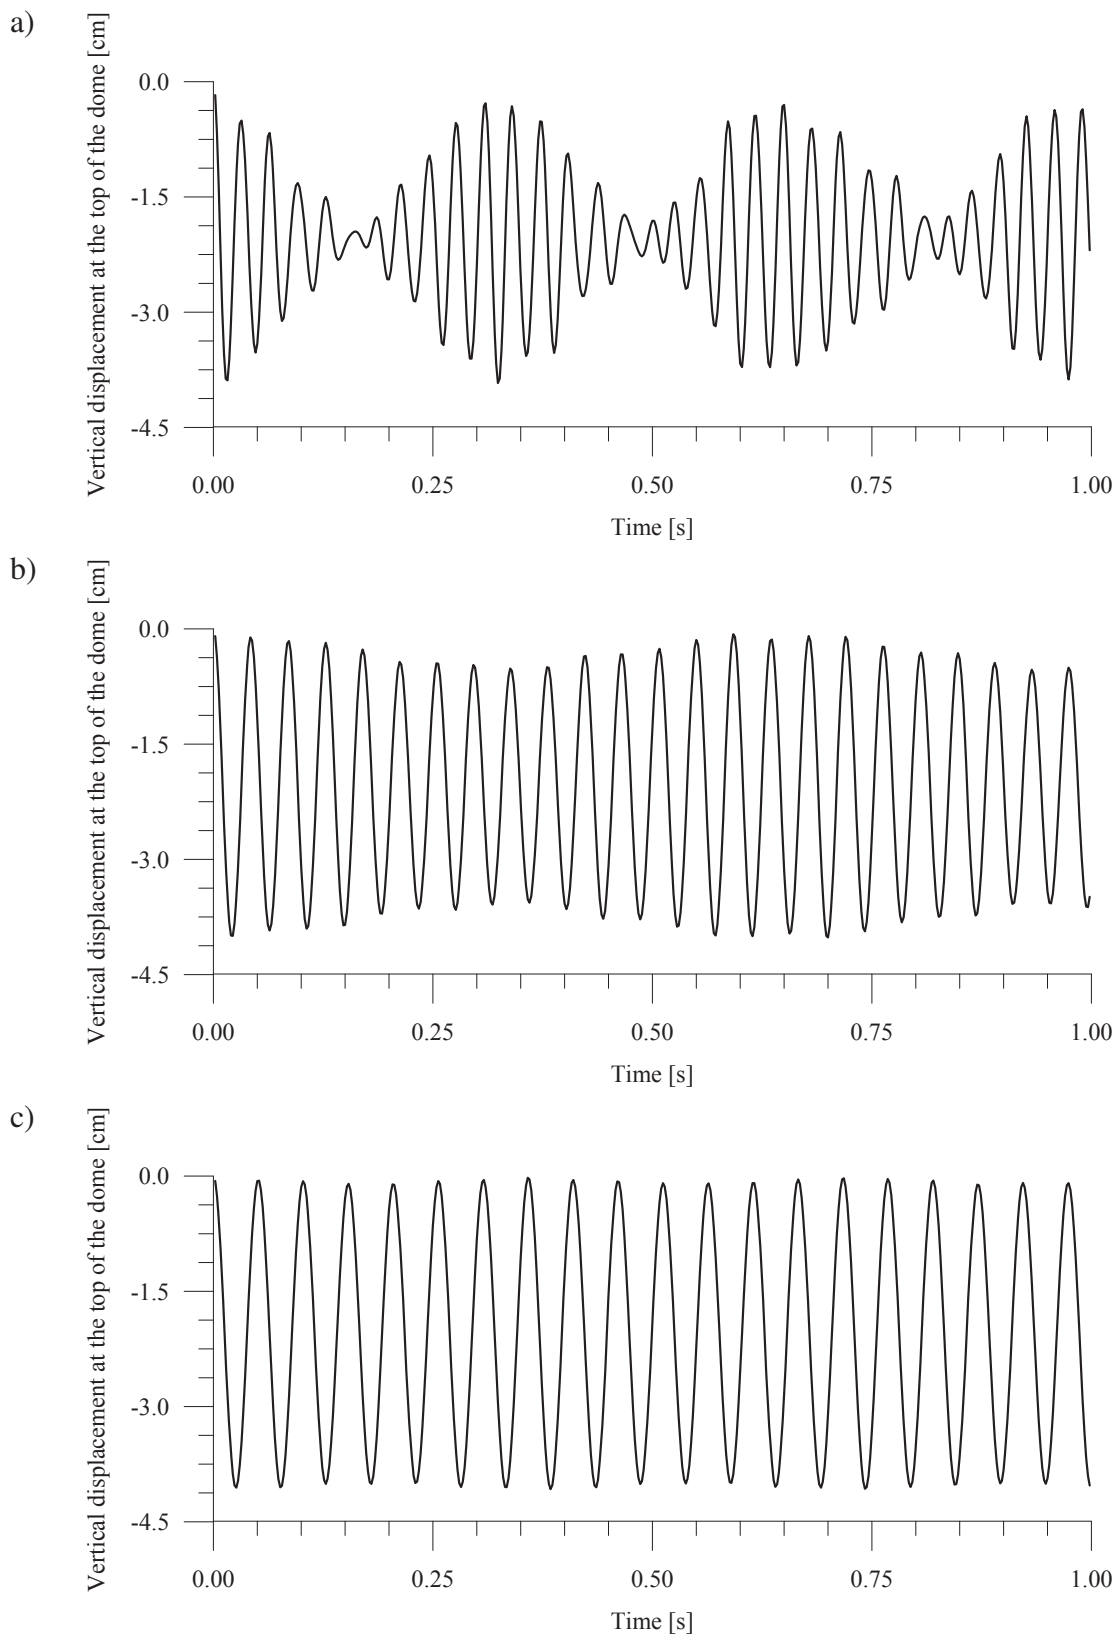 a)
Vertical displacement at the top of the dome [cm]
0.0
-1.5
-3.0
-4.5
0.00 0.25 0.50 0.75 1.00
Time [s]
b)
Vertical displacement at the top of the dome [cm]
0.0
-1.5
-3.0
-4.5
0.00 0.25 0.50 0.75 1.00
Time [s]
c)
Vertical displacement at the top of the dome [cm]
0.0
-1.5
-3.0
-4.5
0.00 0.25 0.50 0.75 1.00
Time [s]